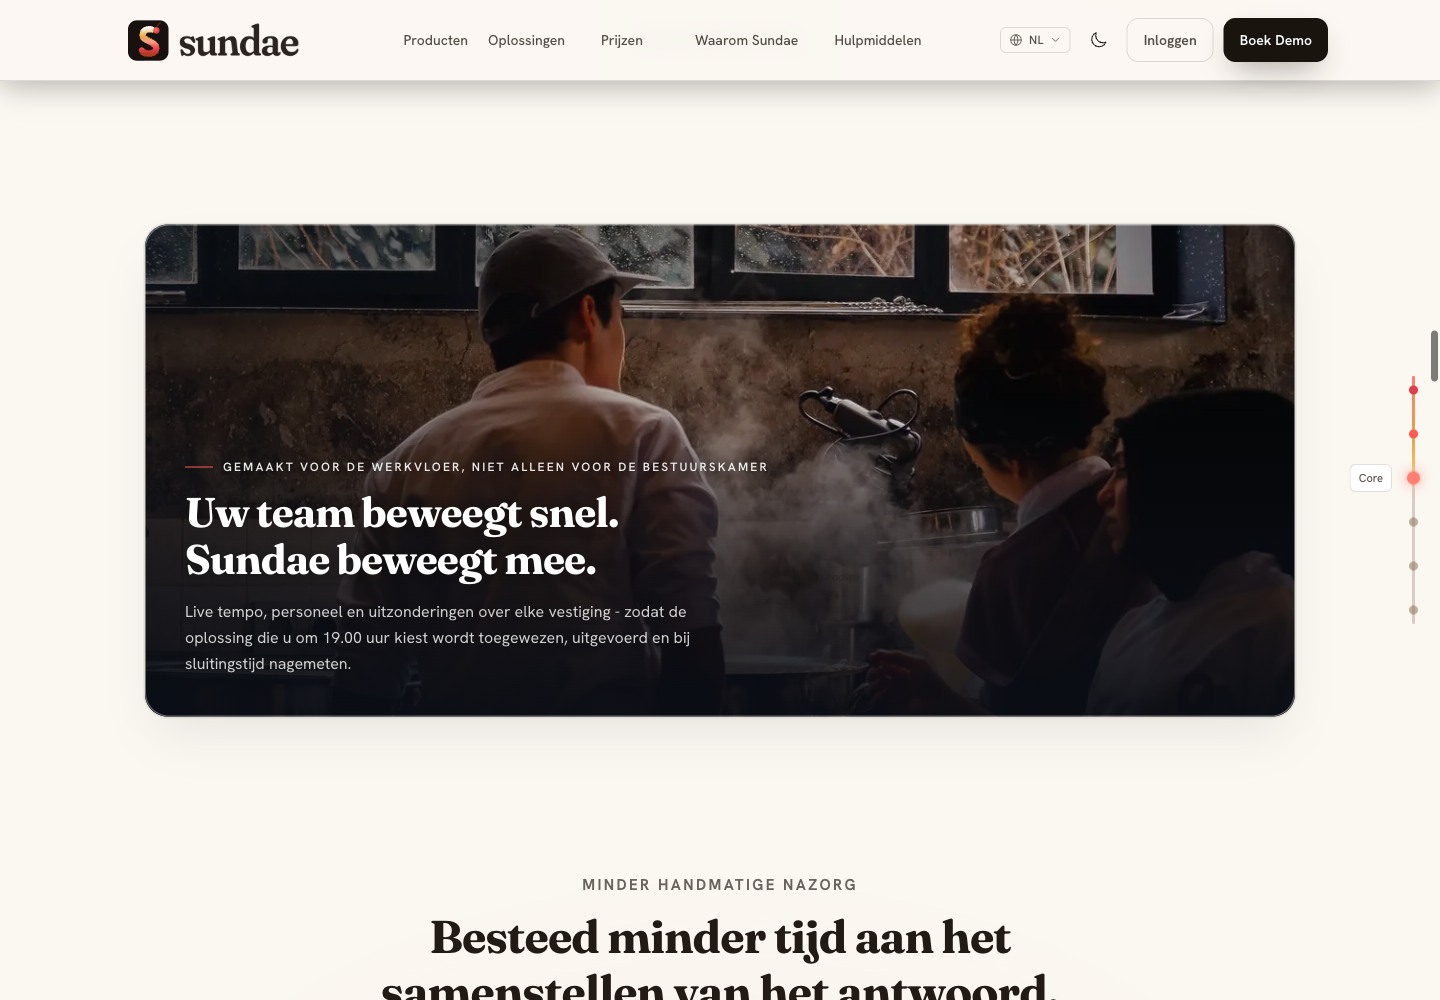 sundae
Producten Oplossingen Prijzen Waarom Sundae Hulpmiddelen NL Inloggen Boek Demo
GEMAAKT VOOR DE WERKVLOER, NIET ALLEEN VOOR DE BESTUURSKAMER
Uw team beweegt snel.
Sundae beweegt mee.
Live tempo, personeel en uitzonderingen over elke vestiging - zodat de
oplossing die u om 19.00 uur kiest wordt toegewezen, uitgevoerd en bij
sluitingstijd nagemeten.
Core
MINDER HANDMATIGE NAZORG
Besteed minder tijd aan het
samenstellen van het antwoord.